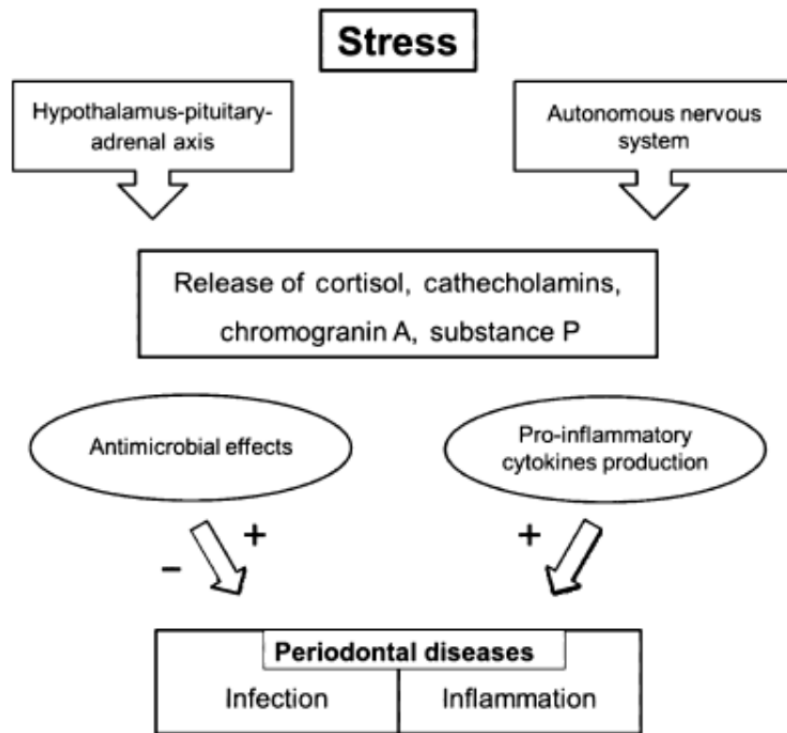 Stress
Hypothalamus-pituitary-
adrenal axis
Autonomous nervous
system
Release of cortisol, cathecholamins,
chromogranin A, substance P
Antimicrobial effects
Pro-inflammatory
cytokines production
− +
+
Periodontal diseases
Infection
Inflammation